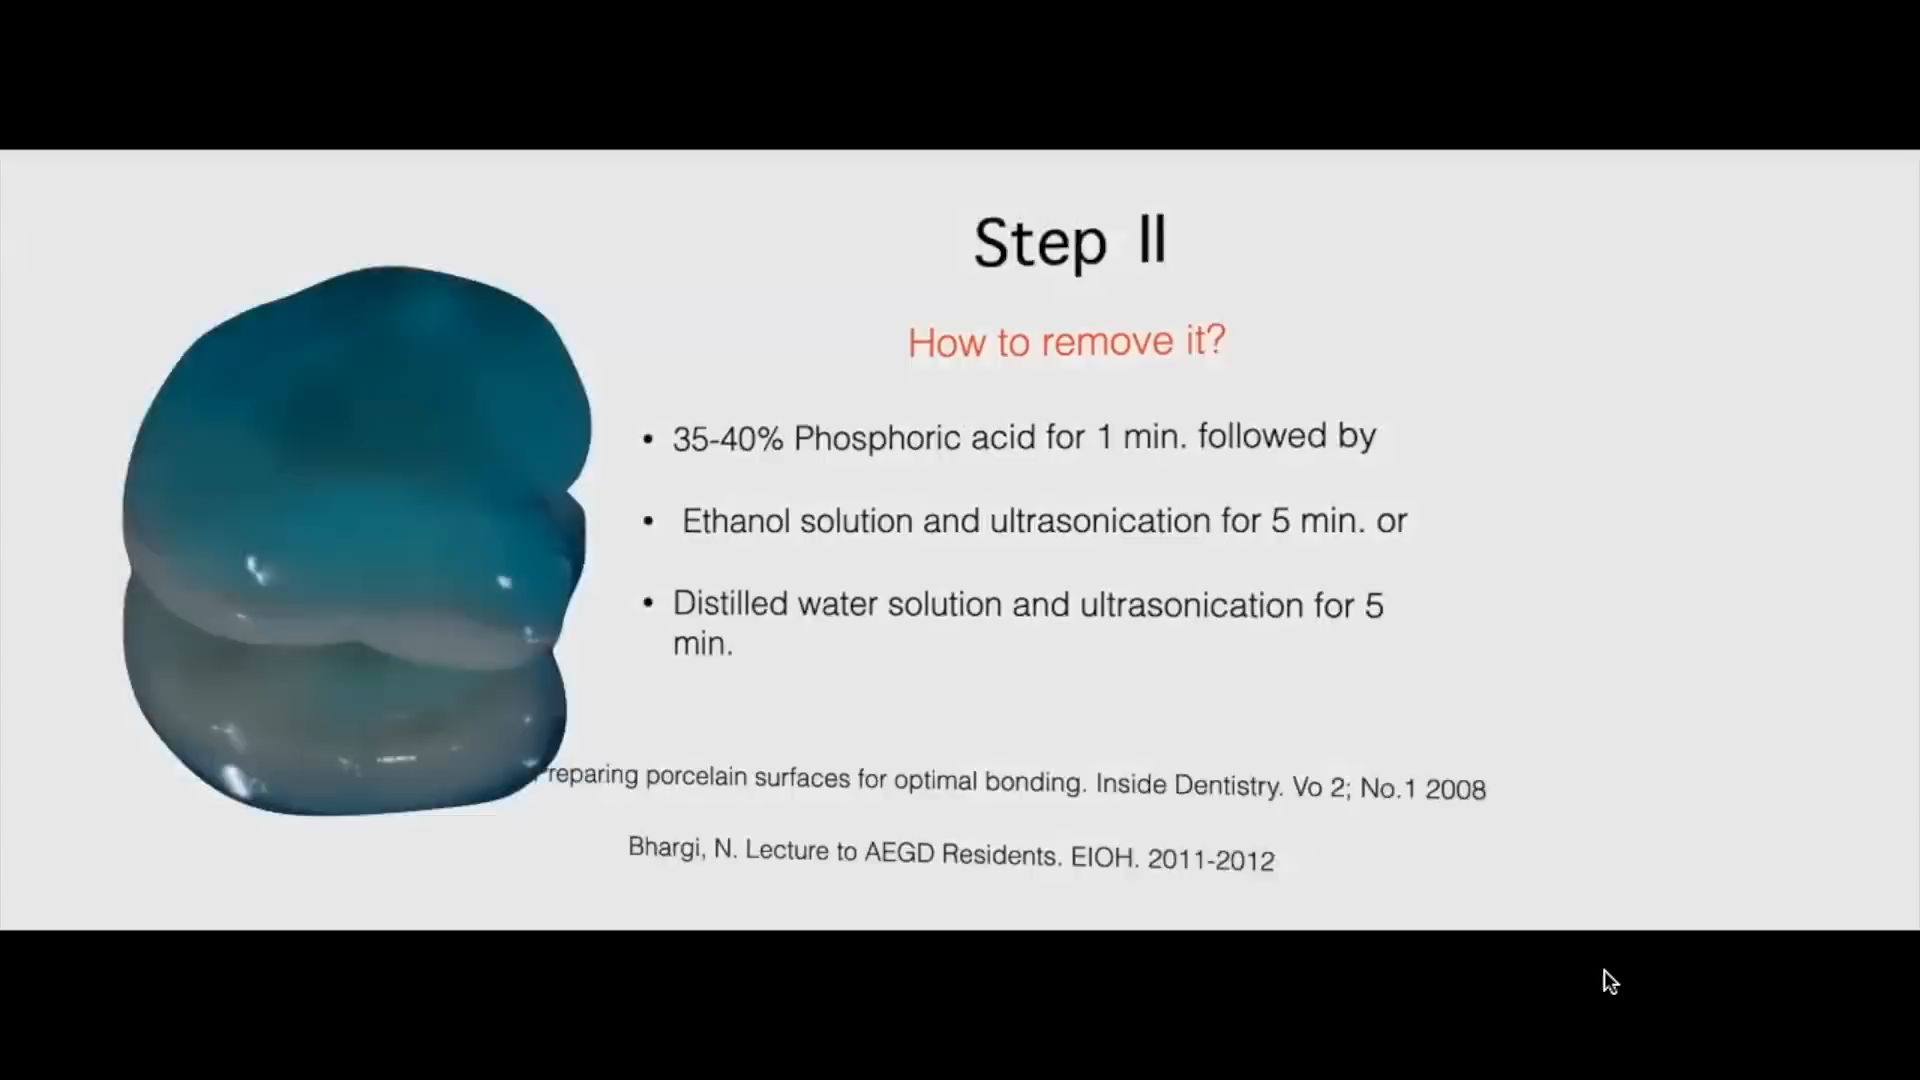 Step II
How to remove it?
• 35-40% Phosphoric acid for 1 min. followed by
• Ethanol solution and ultrasonication for 5 min. or
• Distilled water solution and ultrasonication for 5
min.
Preparing porcelain surfaces for optimal bonding. Inside Dentistry. Vo 2; No.1 2008
Bhargi, N. Lecture to AEGD Residents. EIOH. 2011-2012